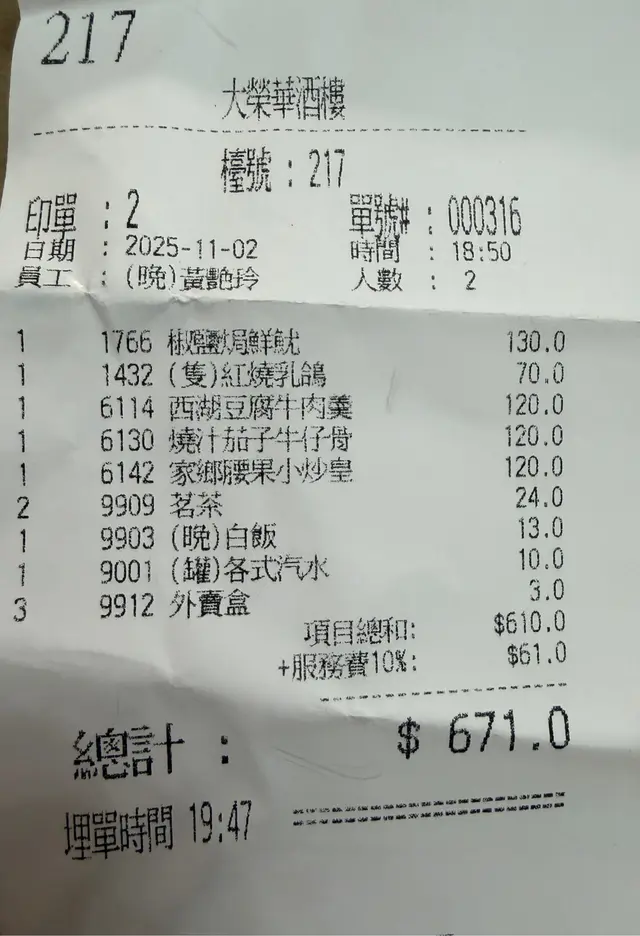 217
大榮華酒樓
檯號：217
印單：2 單號#：000316
日期：2025-11-02 時間：18:50
員工：(晚)黃艷玲 人數：2
1 1766 椒鹽焗鮮魷 130.0
1 1432 (隻)紅燒乳鴿 70.0
1 6114 西湖豆腐牛肉羹 120.0
1 6130 燒汁茄子牛仔骨 120.0
1 6142 家鄉腰果小炒皇 120.0
2 9909 茗茶 24.0
1 9903 (晚)白飯 13.0
1 9001 (罐)各式汽水 10.0
3 9912 外賣盒 3.0
項目總和: $610.0
+服務費10%: $61.0
總計：$ 671.0
埋單時間 19:47